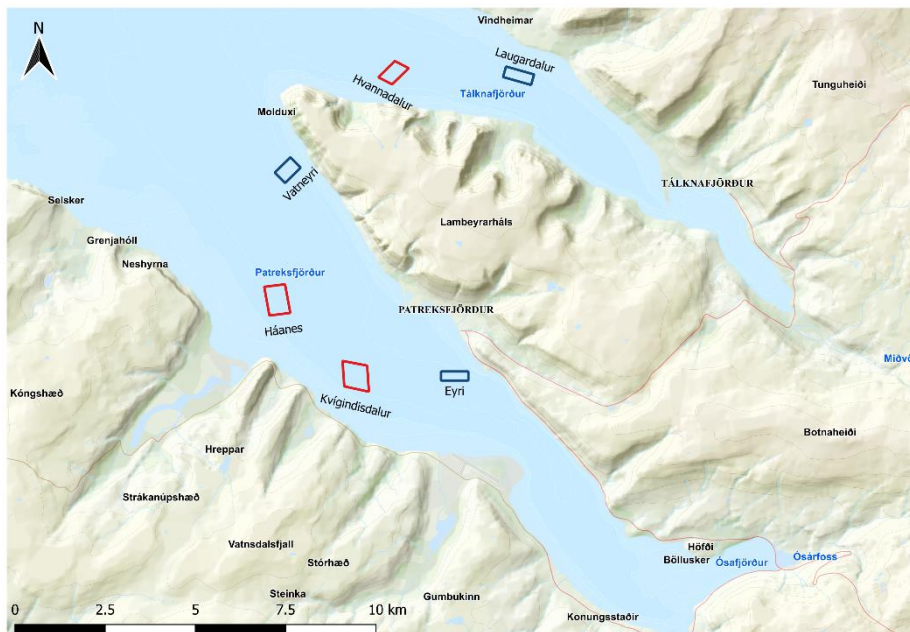 N
Vindheimar
Laugardalur
Hvannadalur
Tálknafjörður
Tunguheiði
Molduxi
Vatneyri
TÁLKNAFJÖRÐUR
Selsker
Lambeyrarháls
Grenjahóll
Neshyrna
Patreksfjörður
PATREKSFJÖRÐUR
Háanes
Miðvö
Kvígindisdalur
Eyri
Kóngshæð
Botnaheiði
Hreppar
Strákanúpshæð
Vatnsdalsfjall
Stórhæð
Höfði
Böllusker
Ósafjörður
Ósárfoss
Steinka
Gumbukinn
Konungsstaðir
0 2.5 5 7.5 10 km